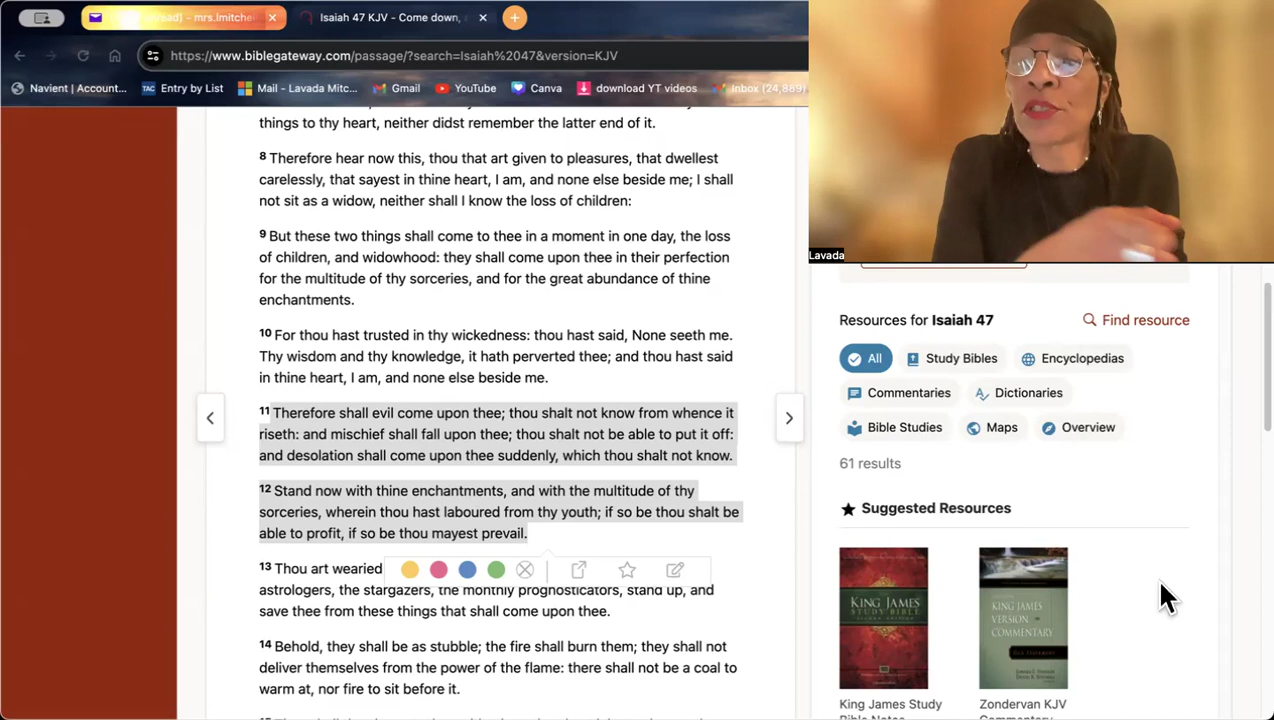 ad] - mrs.lmitche
Isaiah 47 KJV - Come down,
https://www.biblegateway.com/passage/?search=Isaiah%2047&version=KJV
Navient | Account...
TAC Entry by List
Mail - Lavada Mitc...
Gmail
YouTube
Canva
download YT videos
Inbox (24,889)
things to thy heart, neither didst remember the latter end of it.
8 Therefore hear now this, thou that art given to pleasures, that dwellest
carelessly, that sayest in thine heart, I am, and none else beside me; I shall
not sit as a widow, neither shall I know the loss of children:
9 But these two things shall come to thee in a moment in one day, the loss
of children, and widowhood: they shall come upon thee in their perfection
for the multitude of thy sorceries, and for the great abundance of thine
enchantments.
10 For thou hast trusted in thy wickedness: thou hast said, None seeth me.
Thy wisdom and thy knowledge, it hath perverted thee; and thou hast said
in thine heart, I am, and none else beside me.
11 Therefore shall evil come upon thee; thou shalt not know from whence it
riseth: and mischief shall fall upon thee; thou shalt not be able to put it off:
and desolation shall come upon thee suddenly, which thou shalt not know.
12 Stand now with thine enchantments, and with the multitude of thy
sorceries, wherein thou hast laboured from thy youth; if so be thou shalt be
able to profit, if so be thou mayest prevail.
13 Thou art wearied
astrologers, the stargazers, the monthly prognosticators, stand up, and
save thee from these things that shall come upon thee.
14 Behold, they shall be as stubble; the fire shall burn them; they shall not
deliver themselves from the power of the flame: there shall not be a coal to
warm at, nor fire to sit before it.
Lavada
Resources for Isaiah 47
Find resource
All
Study Bibles
Encyclopedias
Commentaries
Dictionaries
Bible Studies
Maps
Overview
61 results
Suggested Resources
KING JAMES
STUDY BIBLE
KING JAMES
VERSION
COMMENTARY
OLD TESTAMENT
King James Study
Bible Notes
Zondervan KJV
Commentary